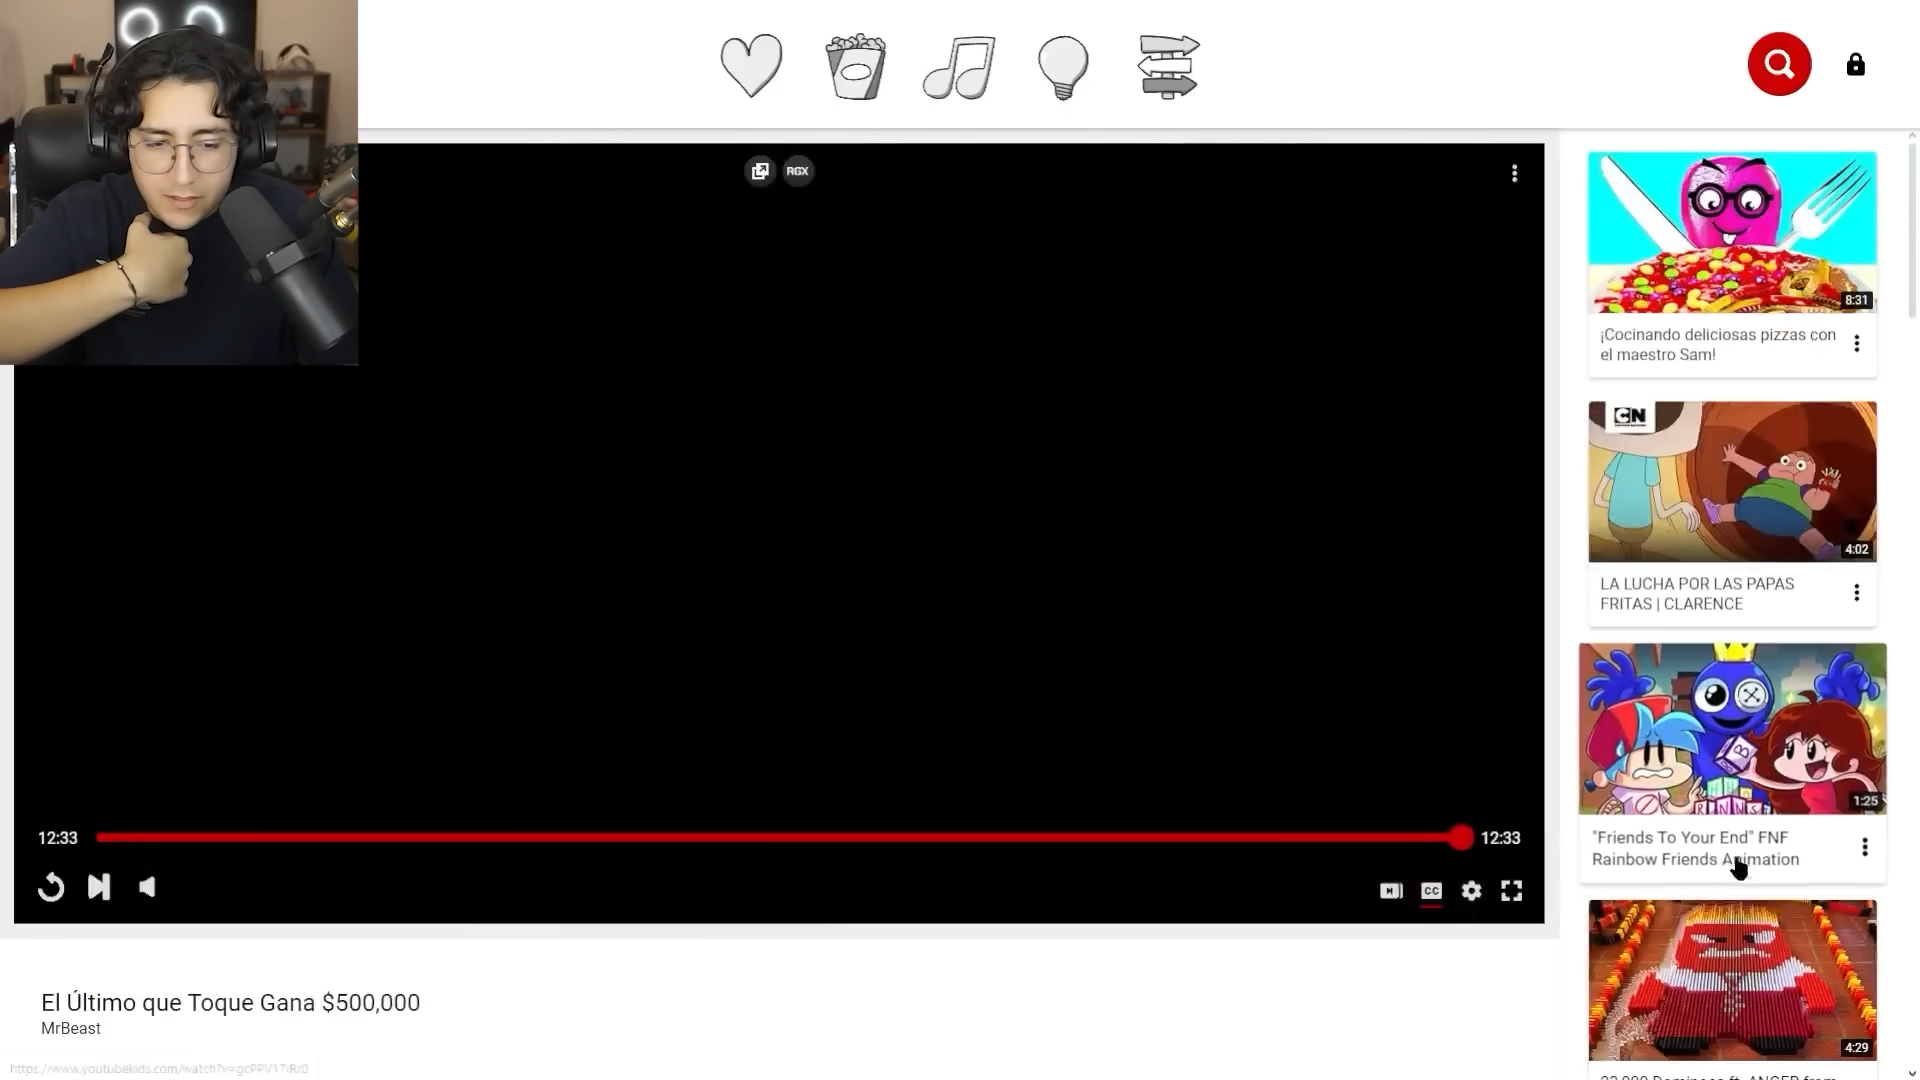 RGX
8:31
¡Cocinando deliciosas pizzas con
el maestro Sam!
CN
4:02
LA LUCHA POR LAS PAPAS
FRITAS | CLARENCE
1:25
"Friends To Your End" FNF
Rainbow Friends Animation
12:33
12:33
CC
4:29
El Último que Toque Gana $500,000
MrBeast